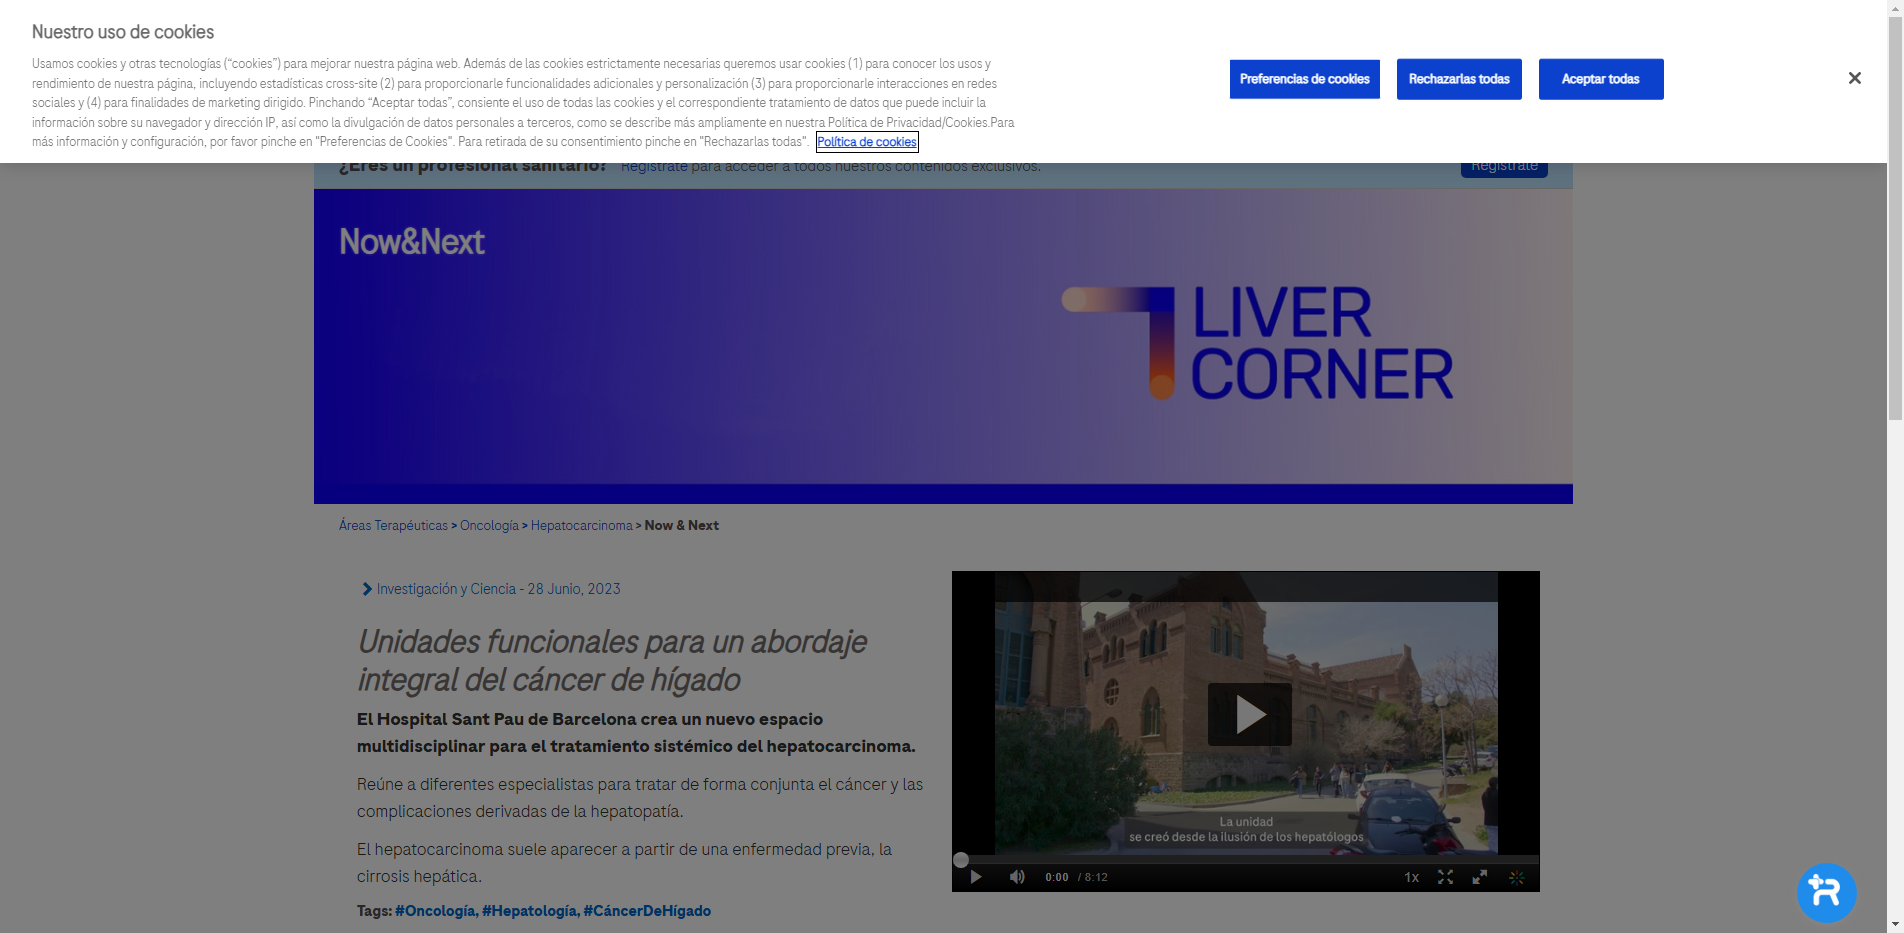 Nuestro uso de cookies
Usamos cookies y otras tecnologías (“cookies”) para mejorar nuestra página web. Además de las cookies estrictamente necesarias queremos usar cookies (1) para conocer los usos y
rendimiento de nuestra página, incluyendo estadísticas cross-site (2) para proporcionarle funcionalidades adicionales y personalización (3) para proporcionarle interacciones en redes
sociales y (4) para finalidades de marketing dirigido. Pinchando “Aceptar todas”, consiente el uso de todas las cookies y el correspondiente tratamiento de datos que puede incluir la
información sobre su navegador y dirección IP, así como la divulgación de datos personales a terceros, como se describe más ampliamente en nuestra Política de Privacidad/Cookies.Para
más información y configuración, por favor pinche en "Preferencias de Cookies". Para retirada de su consentimiento pinche en "Rechazarlas todas". Política de cookies
Preferencias de cookies
Rechazarlas todas
Aceptar todas
¿Eres un profesional sanitario? Regístrate para acceder a todos nuestros contenidos exclusivos.
Regístrate
Now&Next
LIVER
CORNER
Áreas Terapéuticas > Oncología > Hepatocarcinoma > Now & Next
Investigación y Ciencia - 28 Junio, 2023
Unidades funcionales para un abordaje
integral del cáncer de hígado
El Hospital Sant Pau de Barcelona crea un nuevo espacio
multidisciplinar para el tratamiento sistémico del hepatocarcinoma.
Reúne a diferentes especialistas para tratar de forma conjunta el cáncer y las
complicaciones derivadas de la hepatopatía.
El hepatocarcinoma suele aparecer a partir de una enfermedad previa, la
cirrosis hepática.
Tags: #Oncología, #Hepatología, #CáncerDeHígado
La unidad
se creó desde la ilusión de los hepatólogos
0:00 / 8:12
1x
R